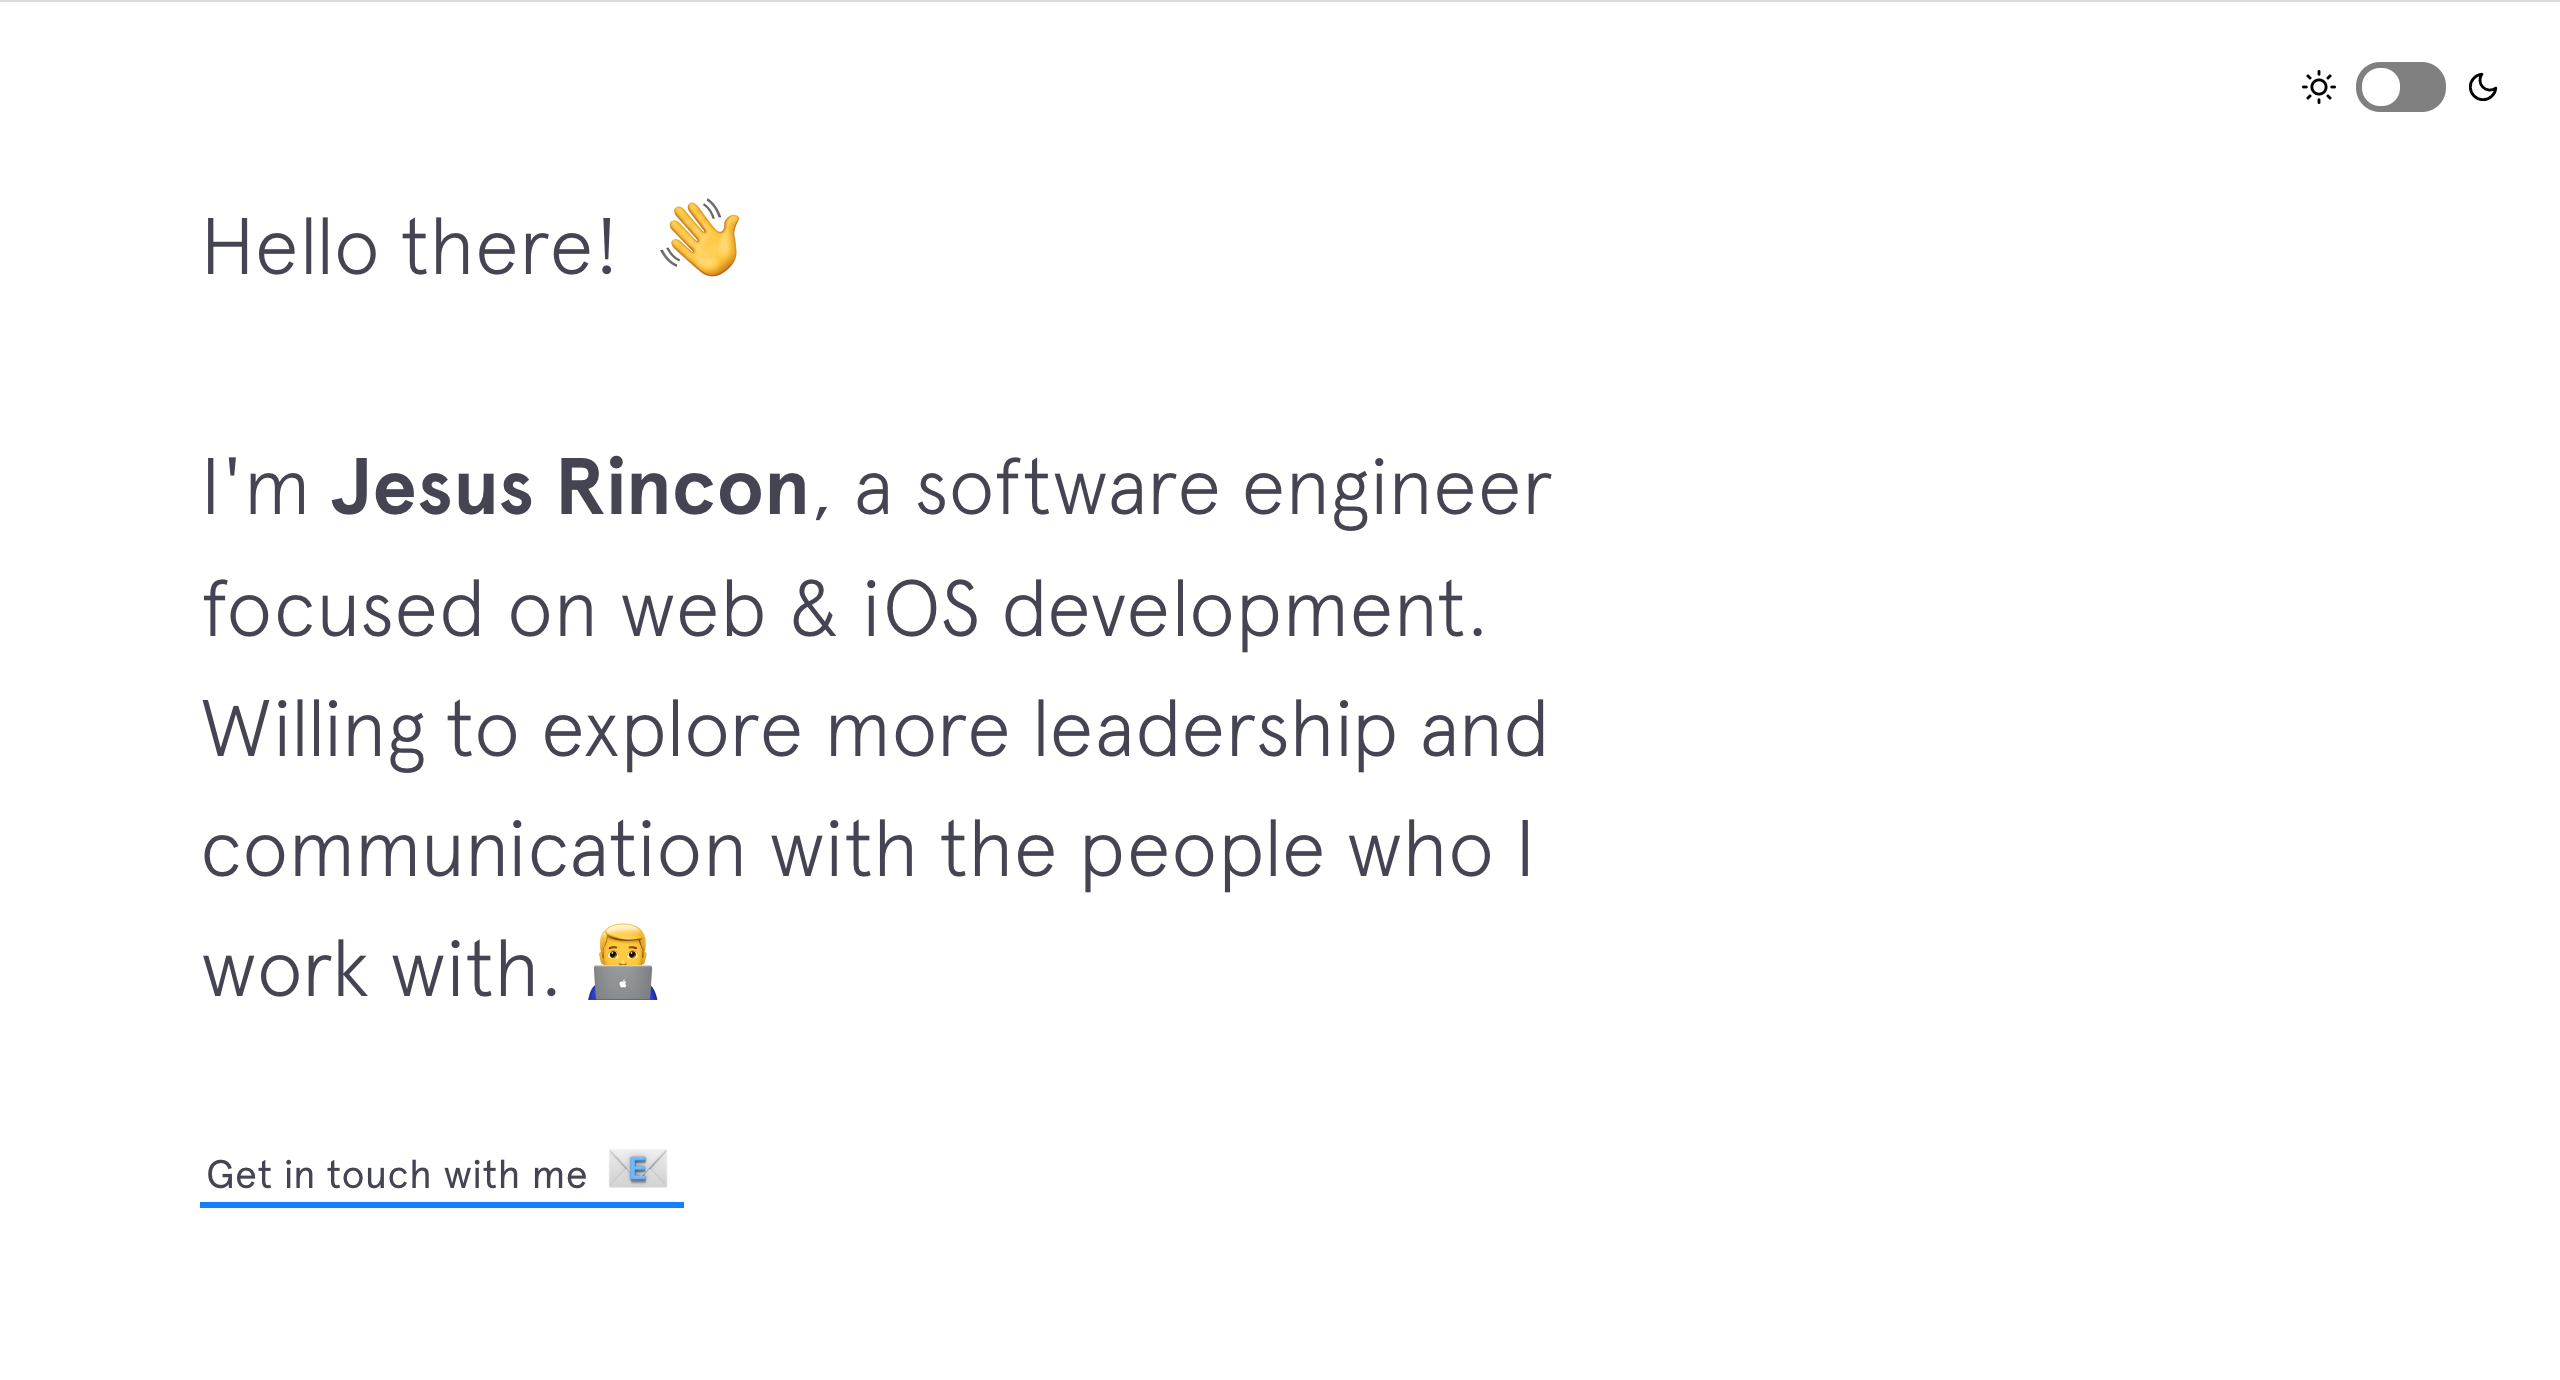 Hello there! 👋
I'm Jesus Rincon, a software engineer
focused on web & iOS development.
Willing to explore more leadership and
communication with the people who I
work with. 👨‍💻
Get in touch with me 📧